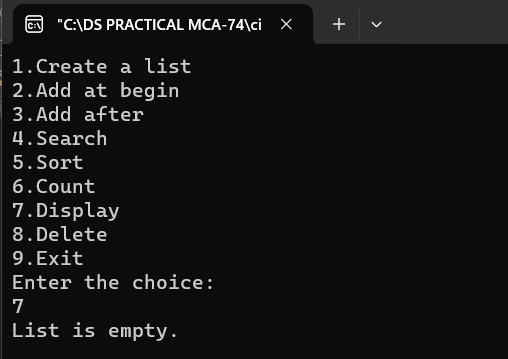 "C:\DS PRACTICAL MCA-74\ci
1.Create a list
2.Add at begin
3.Add after
4.Search
5.Sort
6.Count
7.Display
8.Delete
9.Exit
Enter the choice:
7
List is empty.